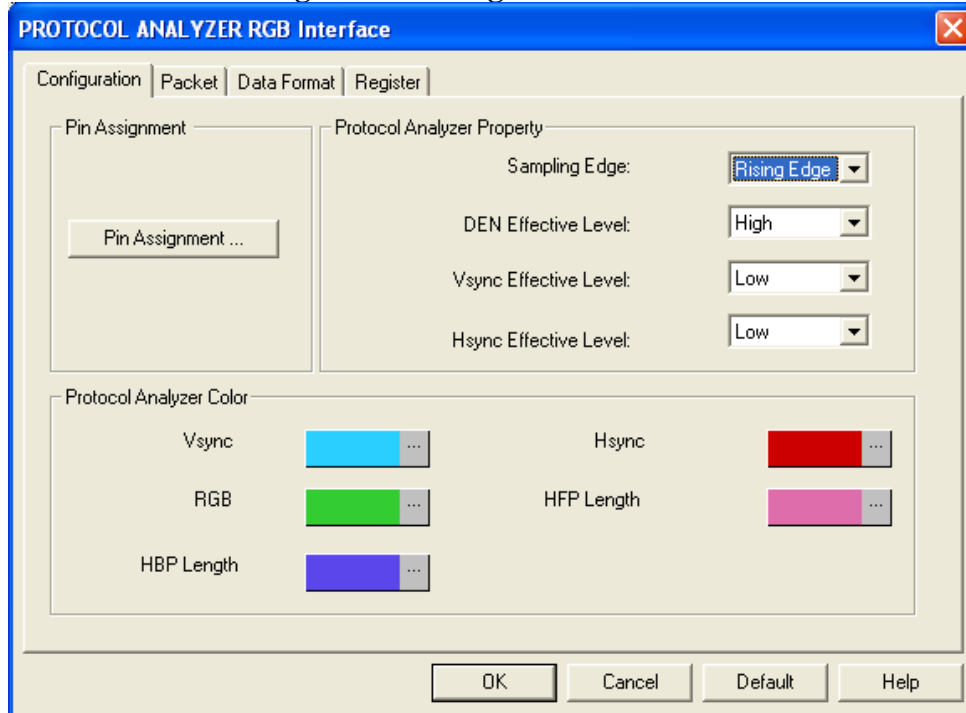 PROTOCOL ANALYZER RGB Interface
Configuration Packet Data Format Register
Pin Assignment
Pin Assignment ...
Protocol Analyzer Property
Sampling Edge: Rising Edge
DEN Effective Level: High
Vsync Effective Level: Low
Hsync Effective Level: Low
Protocol Analyzer Color
Vsync ... Hsync ...
RGB ... HFP Length ...
HBP Length ...
OK Cancel Default Help